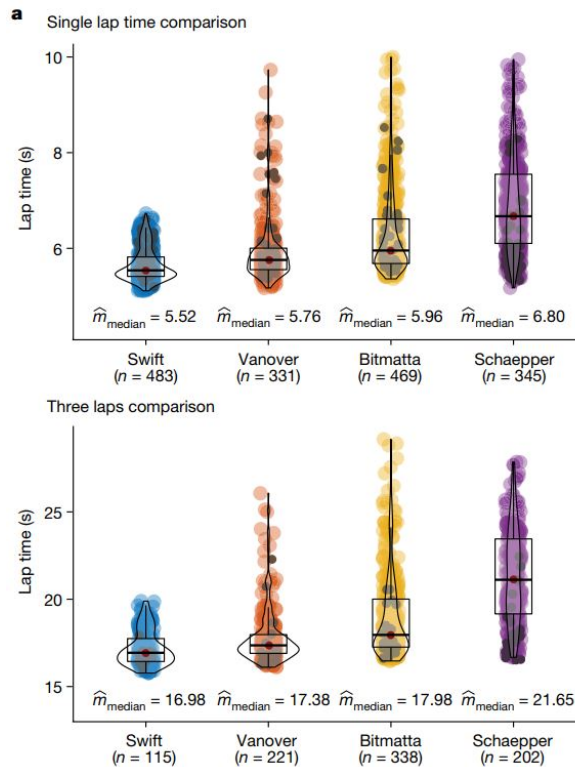 a
Single lap time comparison
10
8
6
Lap time (s)
m̂median = 5.52 m̂median = 5.76 m̂median = 5.96 m̂median = 6.80
Swift Vanover Bitmatta Schaepper
(n = 483) (n = 331) (n = 469) (n = 345)
Three laps comparison
25
20
15
Lap time (s)
m̂median = 16.98 m̂median = 17.38 m̂median = 17.98 m̂median = 21.65
Swift Vanover Bitmatta Schaepper
(n = 115) (n = 221) (n = 338) (n = 202)